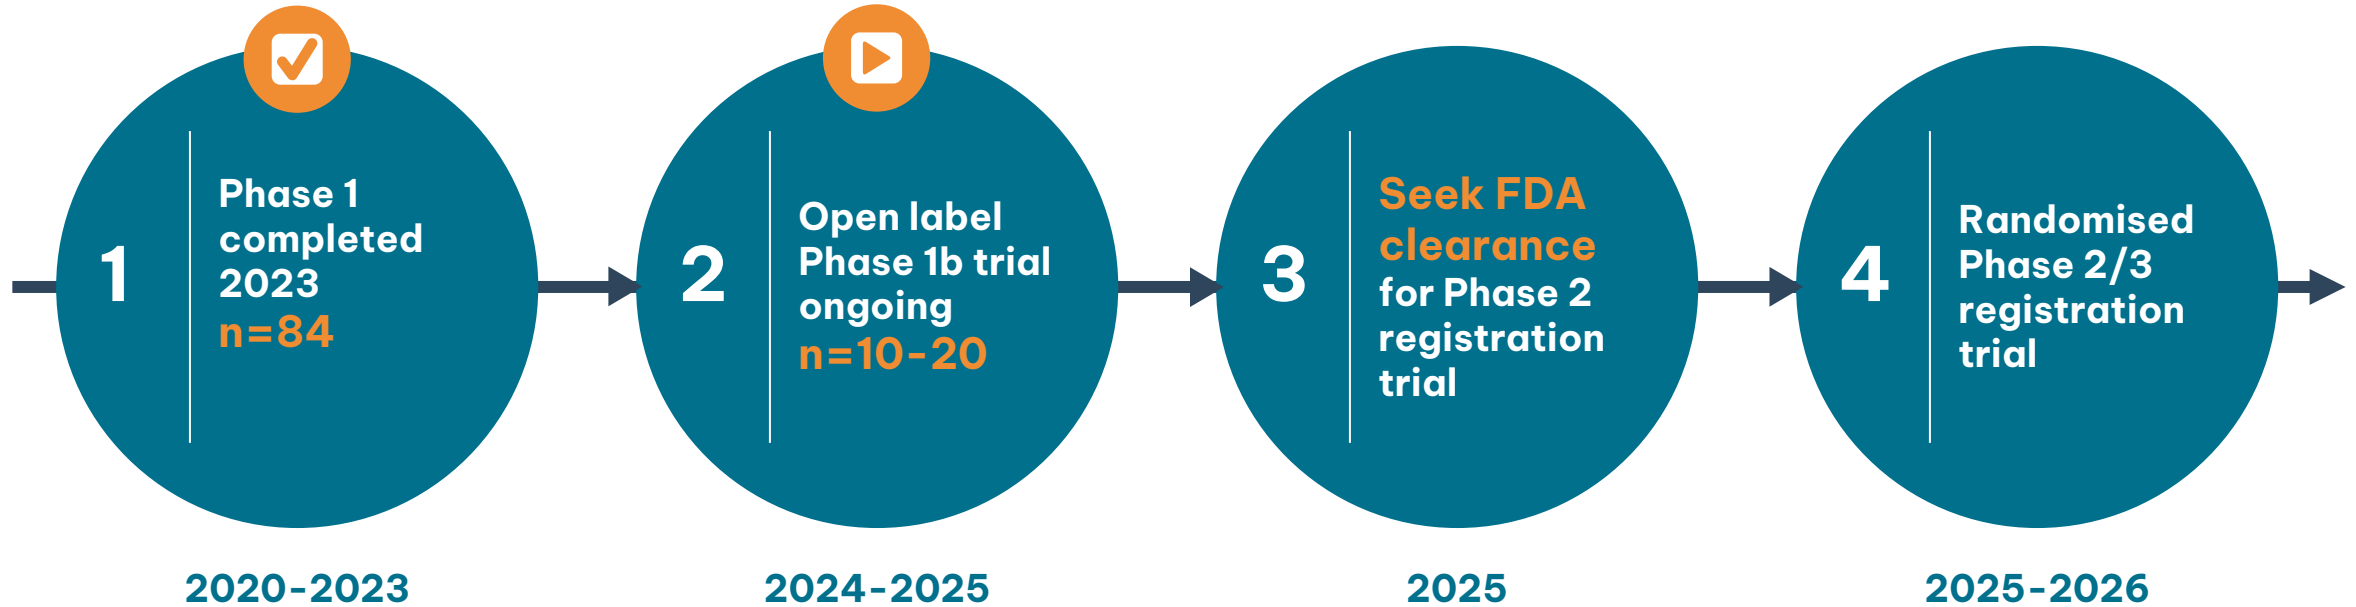 1
Phase 1
completed
2023
n=84
2020-2023
2
Open label
Phase 1b trial
ongoing
n=10-20
2024-2025
3
Seek FDA
clearance
for Phase 2
registration
trial
2025
4
Randomised
Phase 2/3
registration
trial
2025-2026